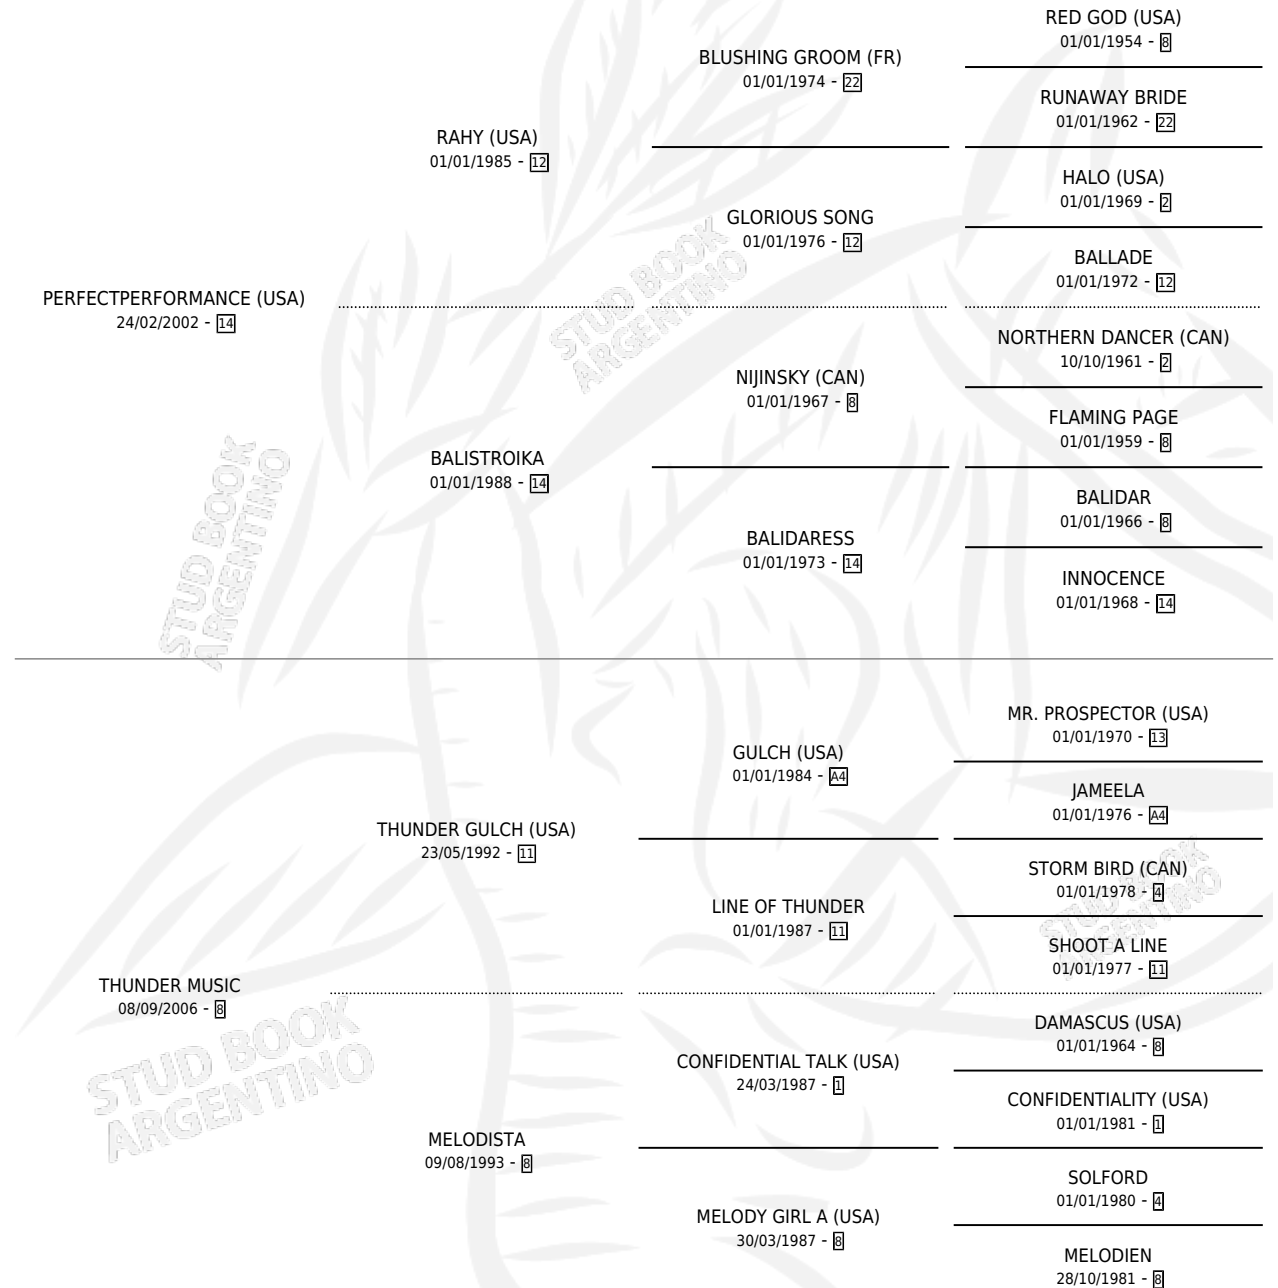 RED GOD (USA)
01/01/1954 - 8
BLUSHING GROOM (FR)
01/01/1974 - 22
RUNAWAY BRIDE
01/01/1962 - 22
RAHY (USA)
01/01/1985 - 12
HALO (USA)
01/01/1969 - 2
GLORIOUS SONG
01/01/1976 - 12
BALLADE
01/01/1972 - 12
PERFECTPERFORMANCE (USA)
24/02/2002 - 14
NORTHERN DANCER (CAN)
10/10/1961 - 2
NIJINSKY (CAN)
01/01/1967 - 8
FLAMING PAGE
01/01/1959 - 8
BALISTROIKA
01/01/1988 - 14
BALIDAR
01/01/1966 - 8
BALIDARESS
01/01/1973 - 14
INNOCENCE
01/01/1968 - 14
MR. PROSPECTOR (USA)
01/01/1970 - 13
GULCH (USA)
01/01/1984 - A4
JAMEELA
01/01/1976 - A4
THUNDER GULCH (USA)
23/05/1992 - 11
STORM BIRD (CAN)
01/01/1978 - 4
LINE OF THUNDER
01/01/1987 - 11
SHOOT A LINE
01/01/1977 - 11
THUNDER MUSIC
08/09/2006 - 8
DAMASCUS (USA)
01/01/1964 - 8
CONFIDENTIAL TALK (USA)
24/03/1987 - 1
CONFIDENTIALITY (USA)
01/01/1981 - 1
MELODISTA
09/08/1993 - 8
SOLFORD
01/01/1980 - 4
MELODY GIRL A (USA)
30/03/1987 - 8
MELODIEN
28/10/1981 - 8
STUD BOOK
ARGENTINO
STUD BOOK
ARGENTINO
STUD BOOK
ARGENTINO
STUD BOOK
ARGENTINO